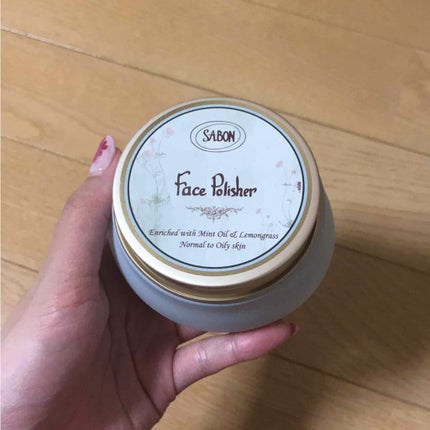 SABON
Face Polisher
Enriched with Mint Oil & Lemongrass
Normal to Oily skin